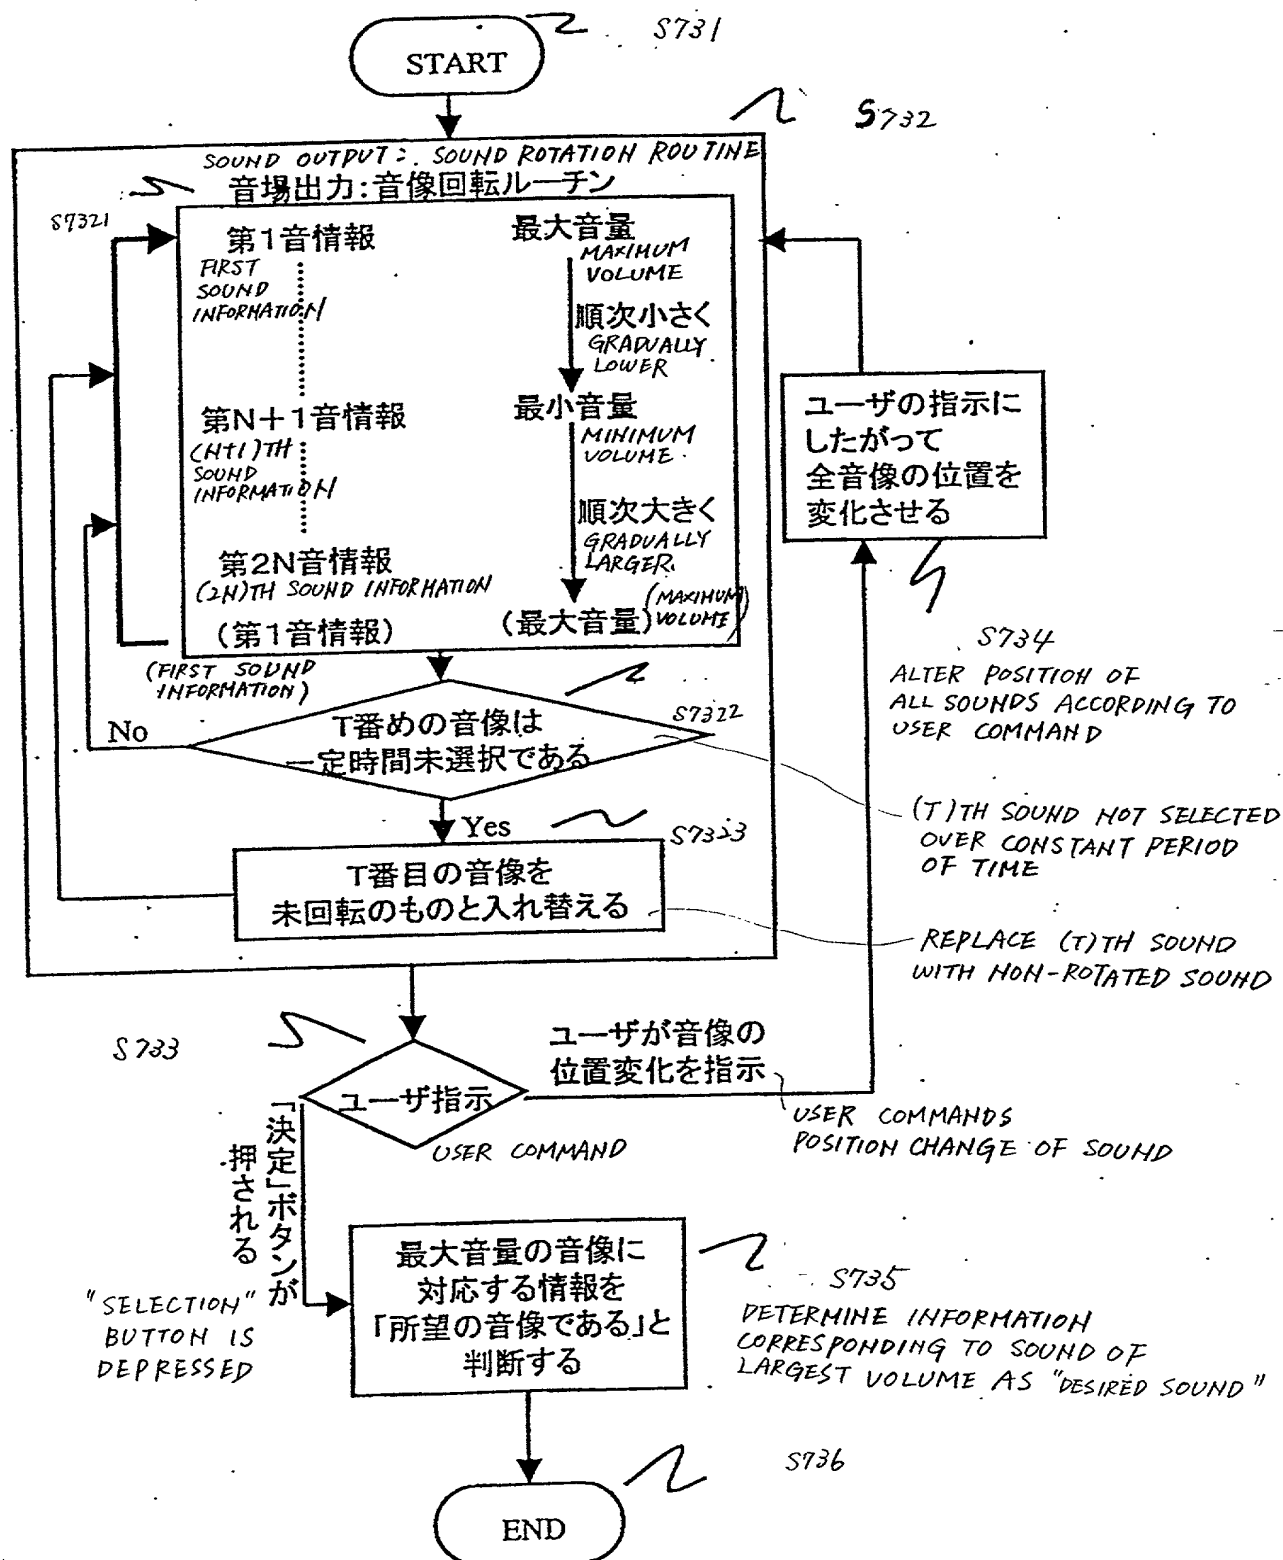 S731
START
S732
SOUND OUTPUT: SOUND ROTATION ROUTINE
音場出力:音像回転ルーチン
S7321
第1音情報
FIRST
SOUND
INFORMATION
最大音量
MAXIMUM
VOLUME
順次小さく
GRADUALLY
LOWER
第N+1音情報
(N+1)TH
SOUND
INFORMATION
最小音量
MINIMUM
VOLUME
順次大きく
GRADUALLY
LARGER
第2N音情報
(2N)TH SOUND INFORMATION
(第1音情報)
(最大音量)
(MAXIMUM
VOLUME)
(FIRST SOUND
INFORMATION)
ユーザの指示に
したがって
全音像の位置を
変化させる
S734
ALTER POSITION OF
ALL SOUNDS ACCORDING TO
USER COMMAND
S7322
T番めの音像は
一定時間未選択である
No
(T)TH SOUND NOT SELECTED
OVER CONSTANT PERIOD
OF TIME
Yes
S7323
T番目の音像を
未回転のものと入れ替える
REPLACE (T)TH SOUND
WITH NON-ROTATED SOUND
S733
ユーザ指示
USER COMMAND
ユーザが音像の
位置変化を指示
USER COMMANDS
POSITION CHANGE OF SOUND
「決定」ボタンが
押される
"SELECTION"
BUTTON IS
DEPRESSED
最大音量の音像に
対応する情報を
「所望の音像である」と
判断する
S735
DETERMINE INFORMATION
CORRESPONDING TO SOUND OF
LARGEST VOLUME AS "DESIRED SOUND"
S736
END